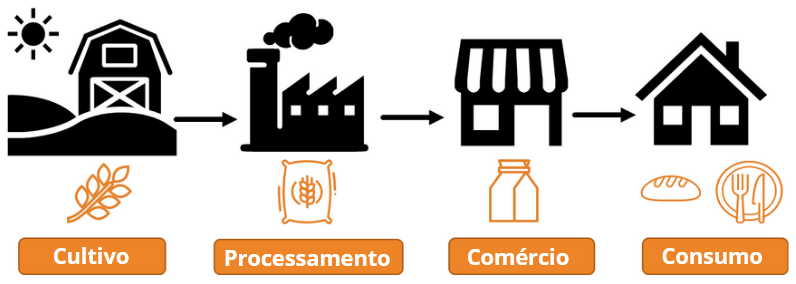 Cultivo
Processamento
Comércio
Consumo